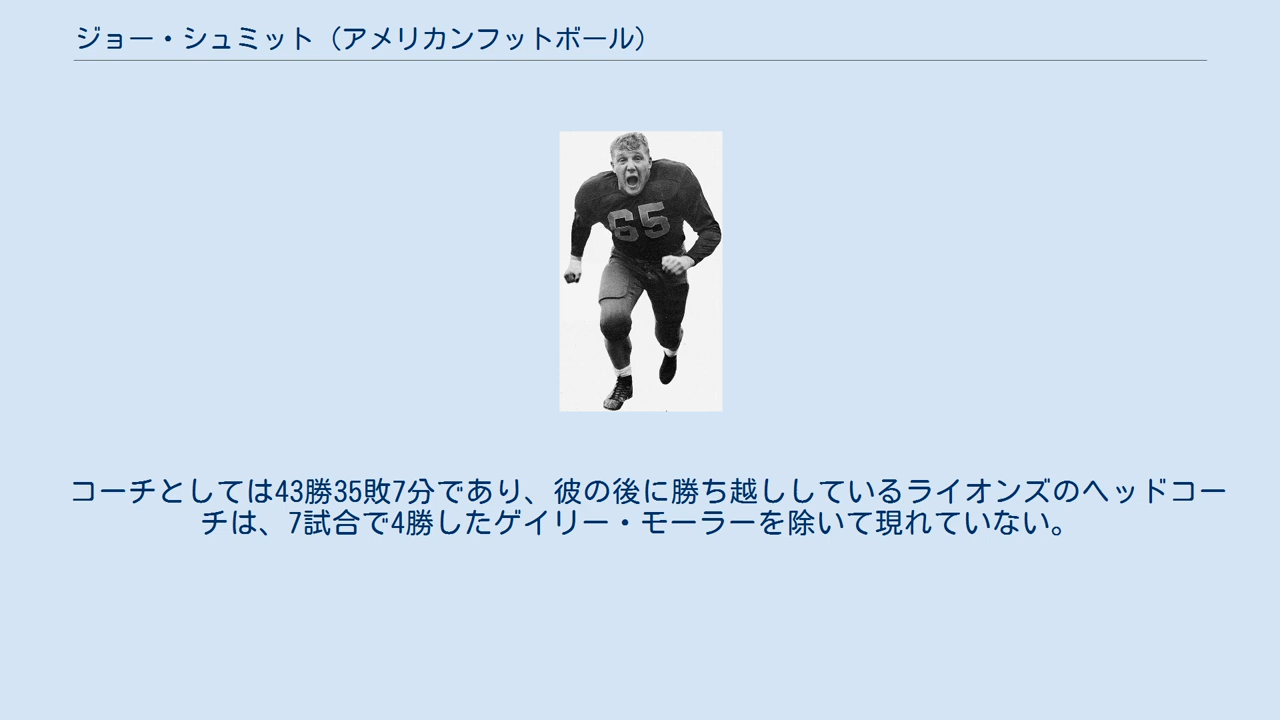 ジョー・シュミット（アメリカンフットボール）
65
コーチとしては43勝35敗7分であり、彼の後に勝ち越ししているライオンズのヘッドコー
チは、7試合で4勝したゲイリー・モーラーを除いて現れていない。